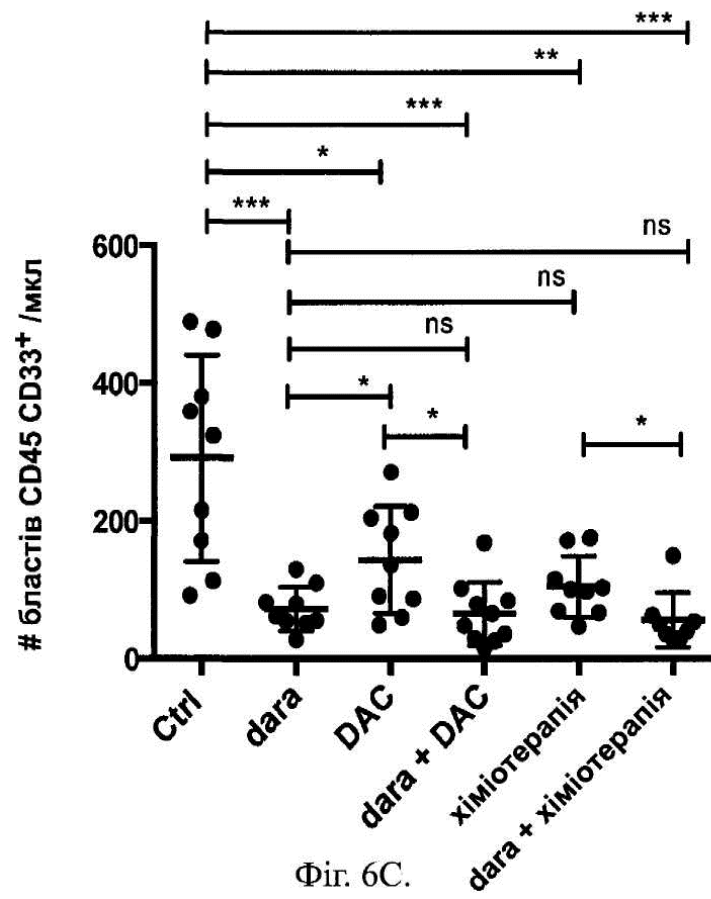 ***
**
***
*
***
ns
ns
ns
*
*
*
# бластів CD45 CD33⁺ /мкл
600
400
200
0
Ctrl
dara
DAC
dara + DAC
хіміотерапія
dara + хіміотерапія
Фіг. 6C.